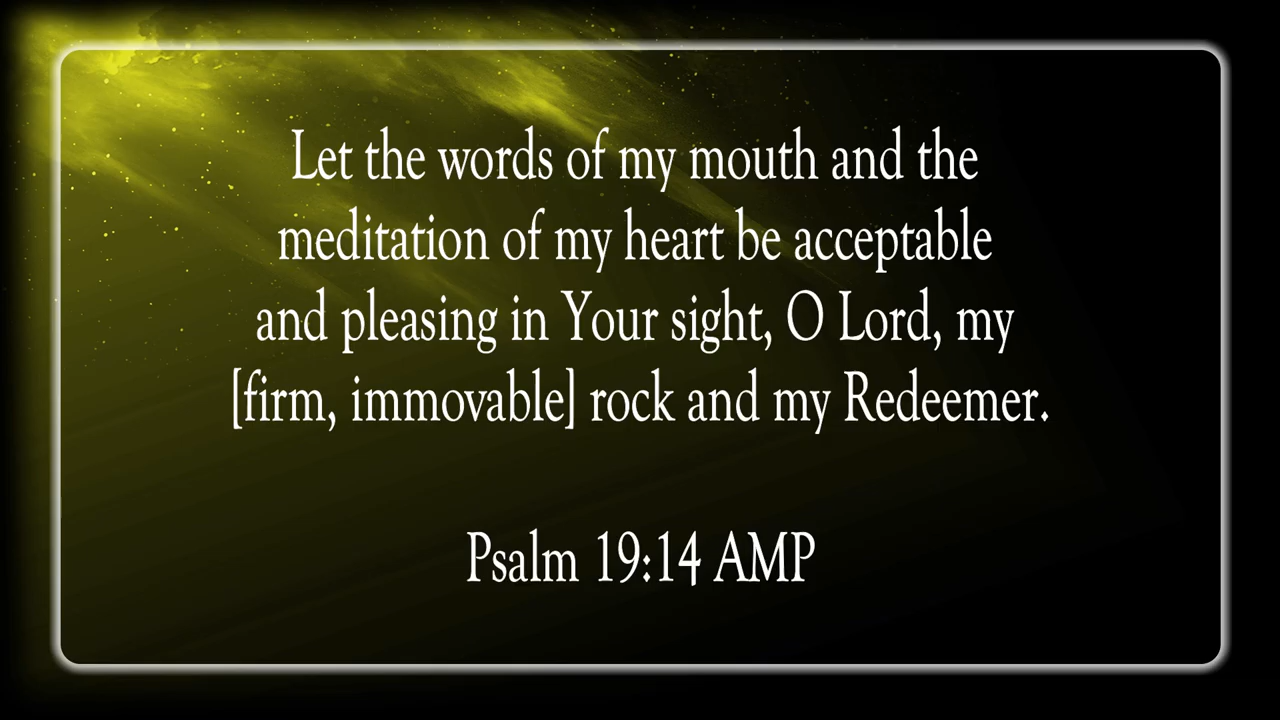 Let the words of my mouth and the
meditation of my heart be acceptable
and pleasing in Your sight, O Lord, my
[firm, immovable] rock and my Redeemer.
Psalm 19:14 AMP